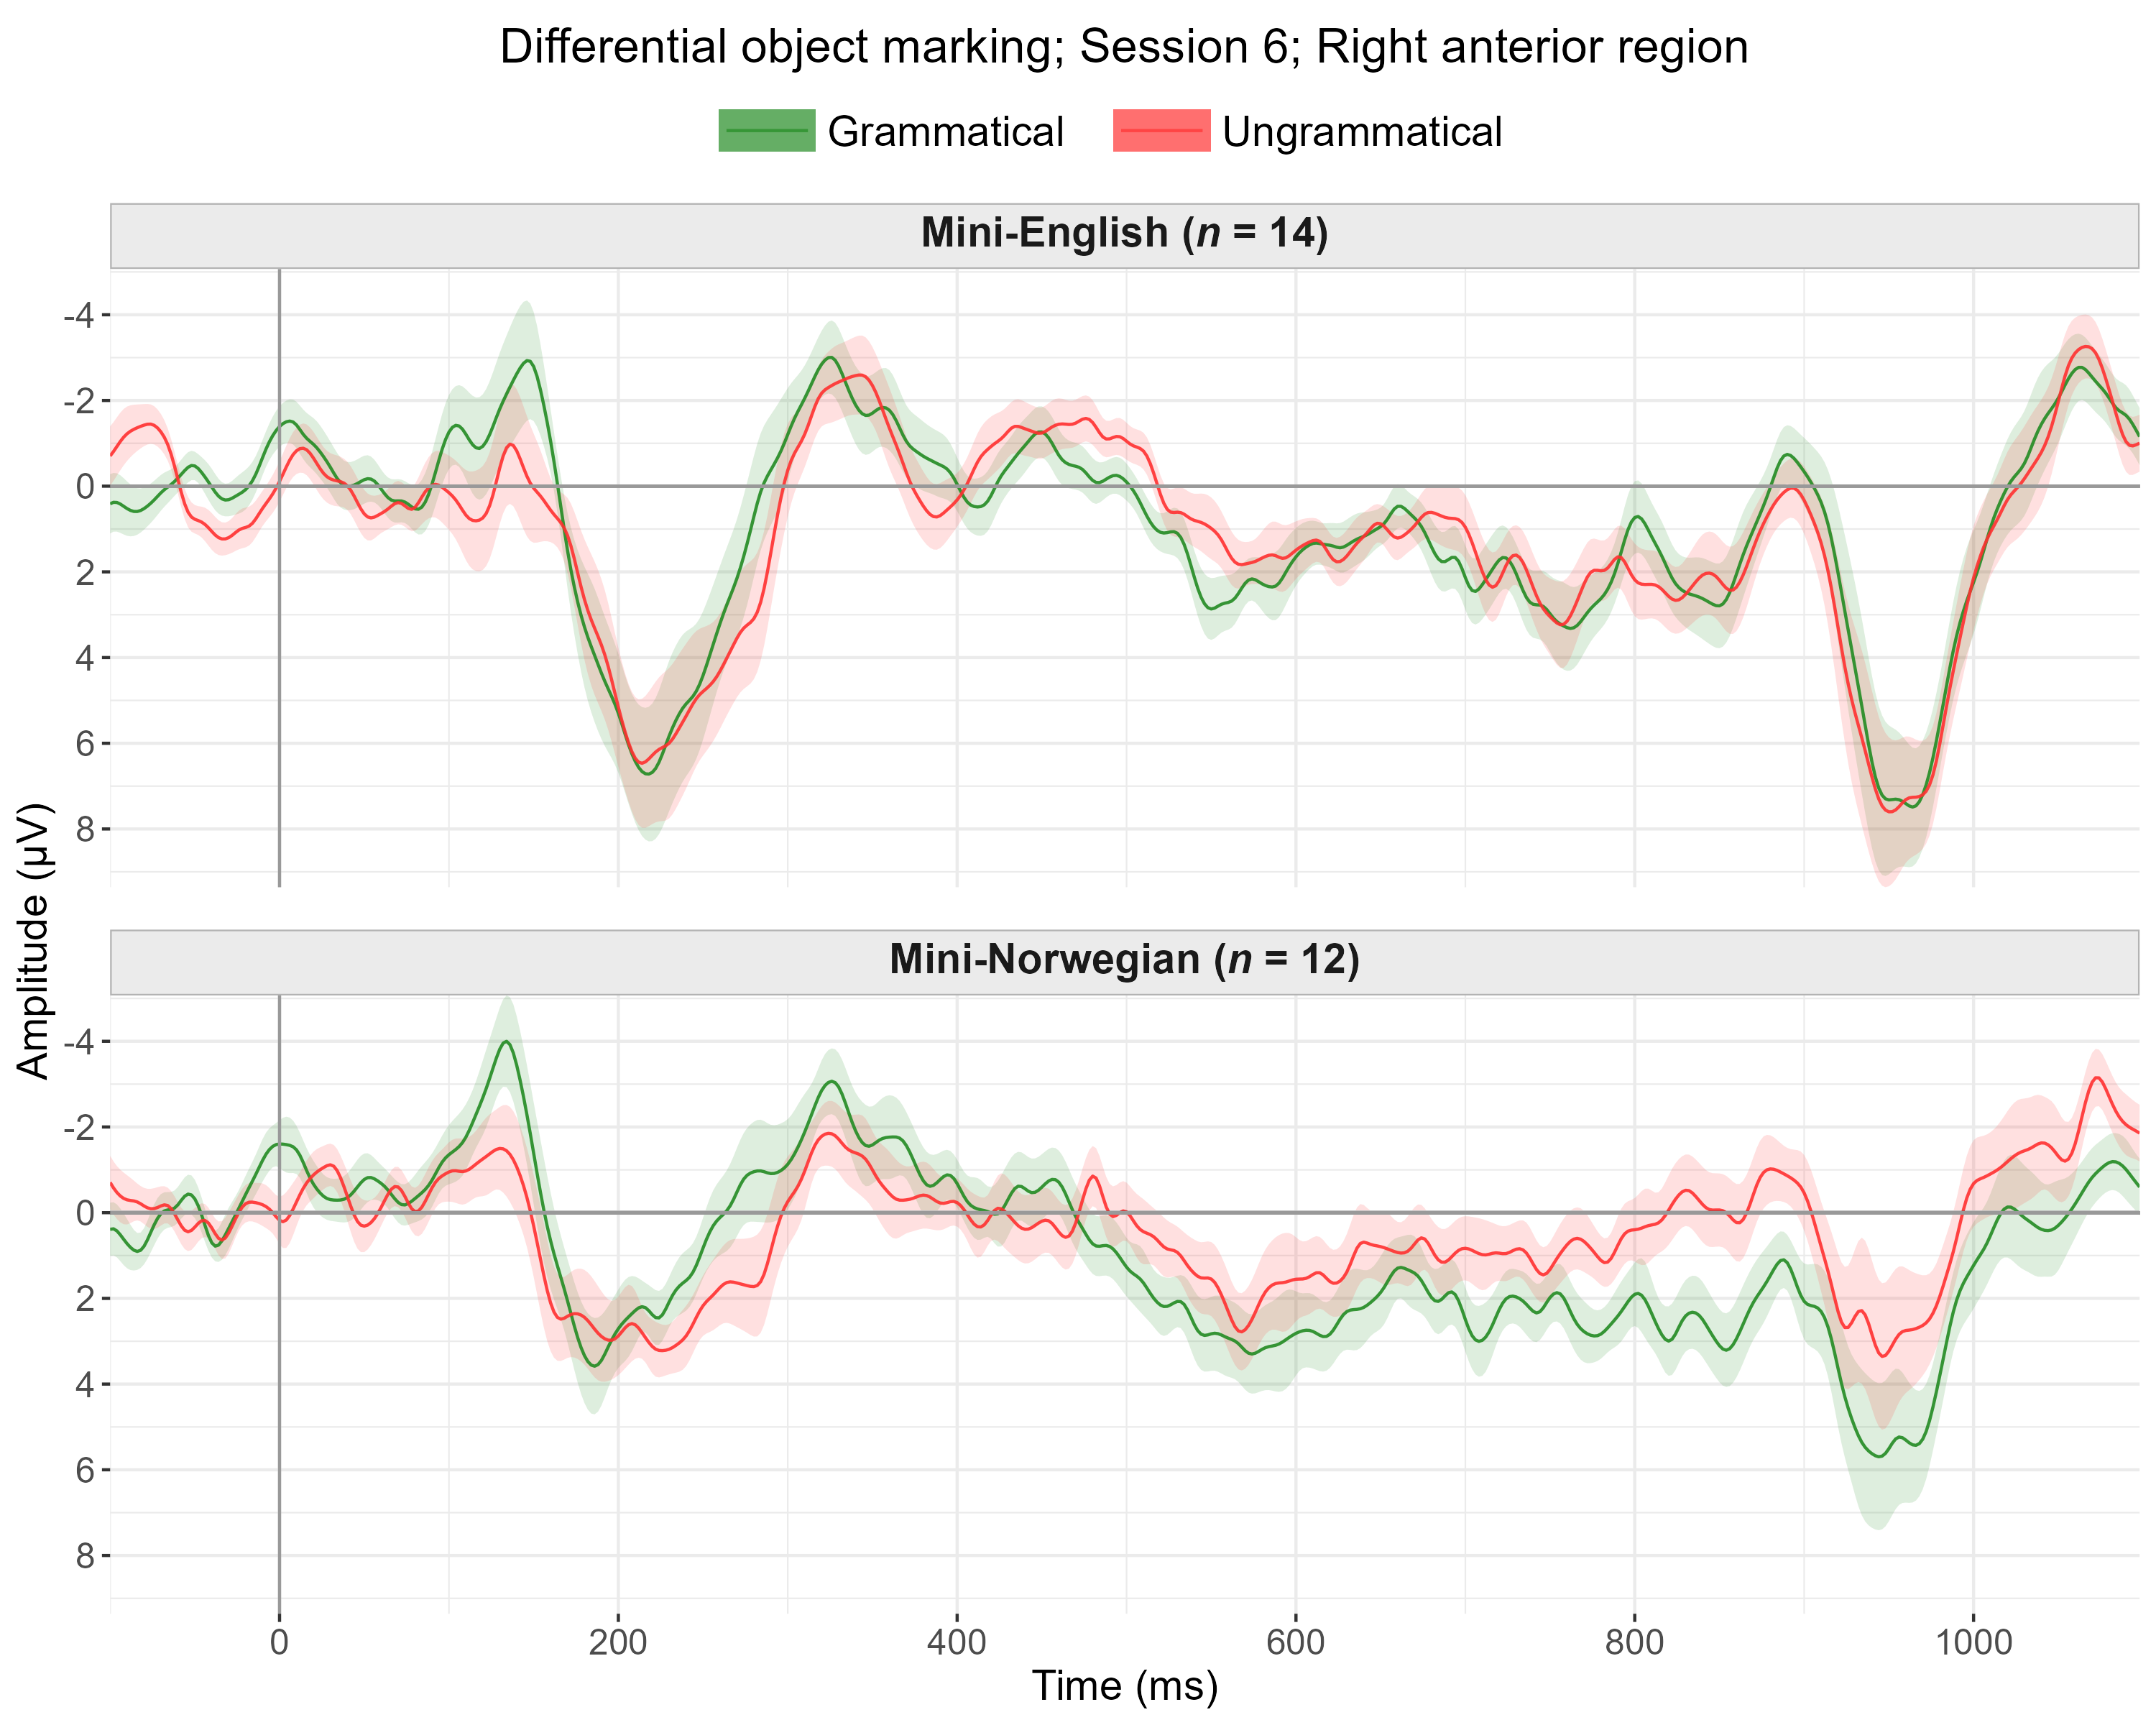 Differential object marking; Session 6; Right anterior region
Grammatical Ungrammatical
Mini-English (n = 14)
-4
-2
0
2
4
6
8
Mini-Norwegian (n = 12)
-4
-2
0
2
4
6
8
0 200 400 600 800 1000
Time (ms)
Amplitude (µV)